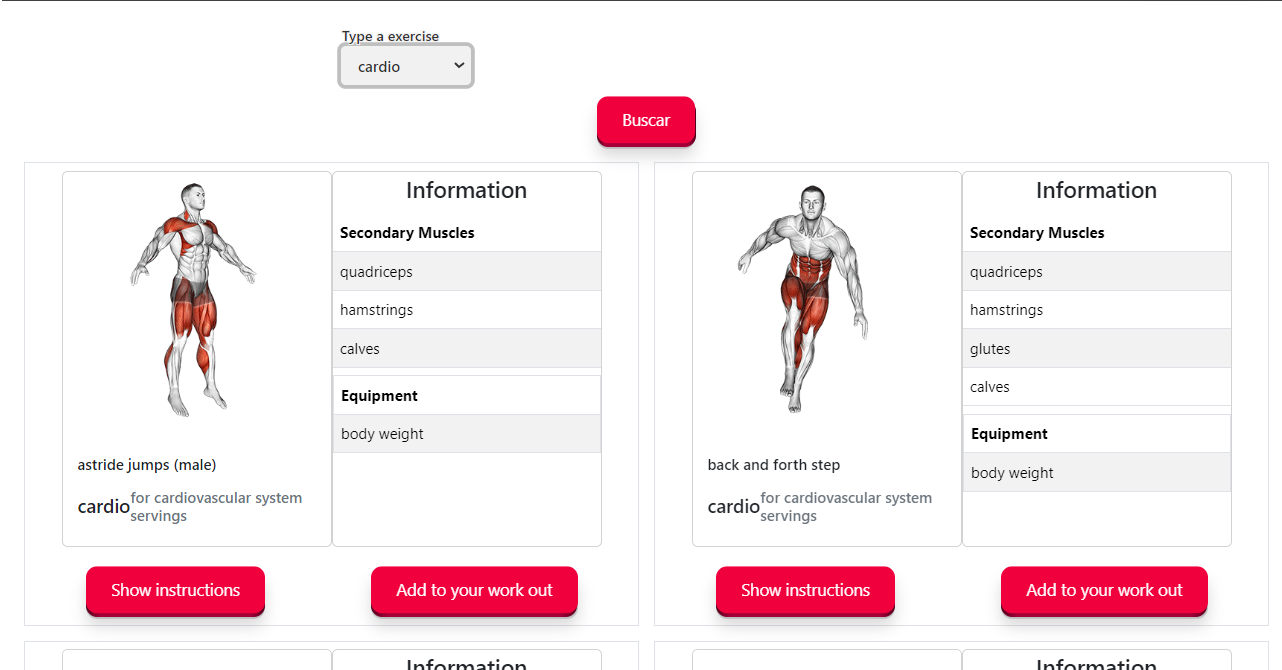 Type a exercise
cardio
Buscar
astride jumps (male)
cardio for cardiovascular system
servings
Information
Secondary Muscles
quadriceps
hamstrings
calves
Equipment
body weight
Show instructions
Add to your work out
back and forth step
cardio for cardiovascular system
servings
Information
Secondary Muscles
quadriceps
hamstrings
glutes
calves
Equipment
body weight
Show instructions
Add to your work out
Information
Information